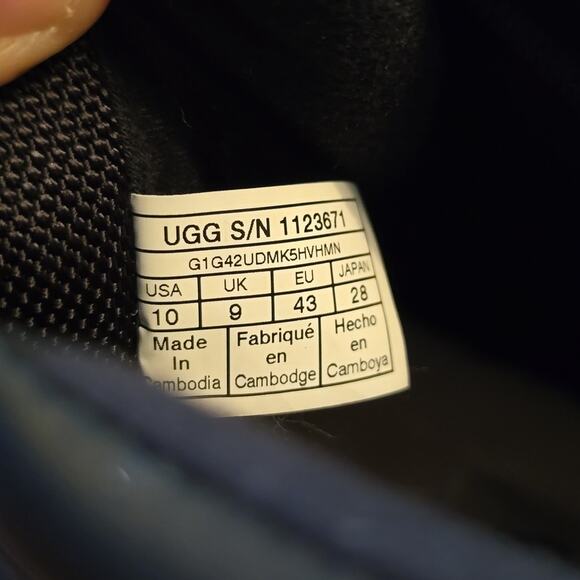 UGG S/N 1123671
G1G42UDMK5HVHMN
USA UK EU JAPAN
10 9 43 28
Made Fabriqué Hecho
In en en
Cambodia Cambodge Camboya